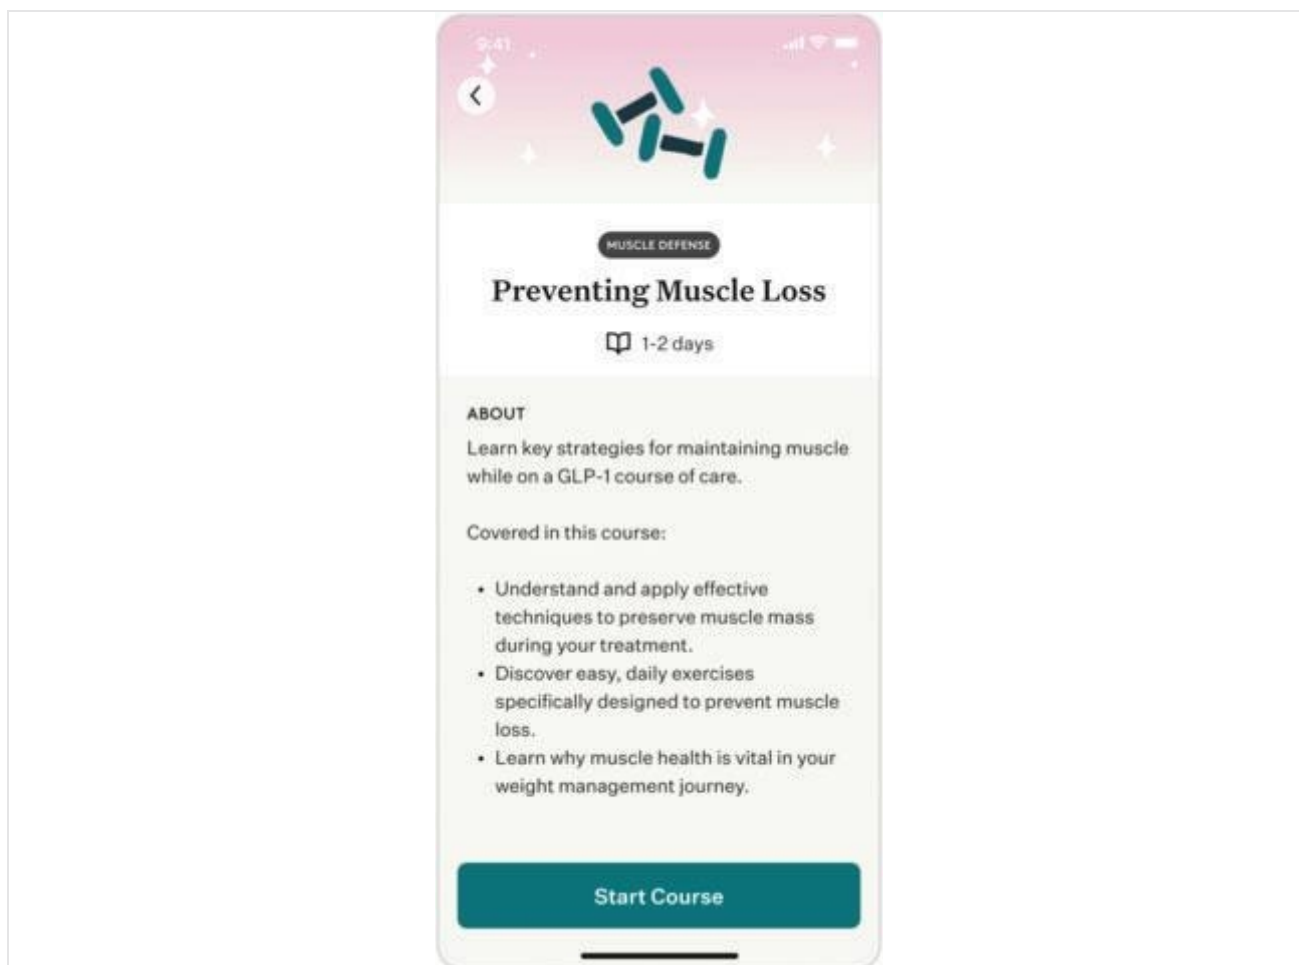 9:41
MUSCLE DEFENSE
Preventing Muscle Loss
1-2 days
ABOUT
Learn key strategies for maintaining muscle
while on a GLP-1 course of care.
Covered in this course:
• Understand and apply effective
techniques to preserve muscle mass
during your treatment.
• Discover easy, daily exercises
specifically designed to prevent muscle
loss.
• Learn why muscle health is vital in your
weight management journey.
Start Course